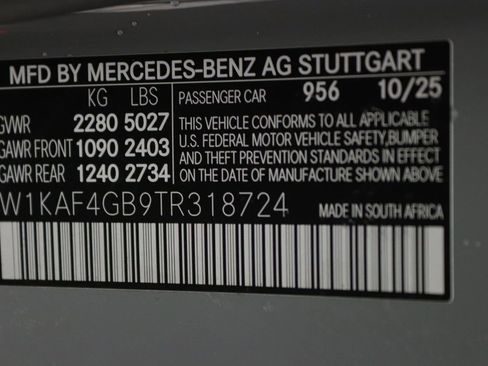 MFD BY MERCEDES-BENZ AG STUTTGART
KG LBS
GVWR 2280 5027
GAWR FRONT 1090 2403
GAWR REAR 1240 2734
PASSENGER CAR 956 10/25
THIS VEHICLE CONFORMS TO ALL APPLICABLE
U.S. FEDERAL MOTOR VEHICLE SAFETY, BUMPER
AND THEFT PREVENTION STANDARDS IN EFFECT
ON THE DATE OF MANUFACTURE SHOWN ABOVE
W1KAF4GB9TR318724
MADE IN SOUTH AFRICA